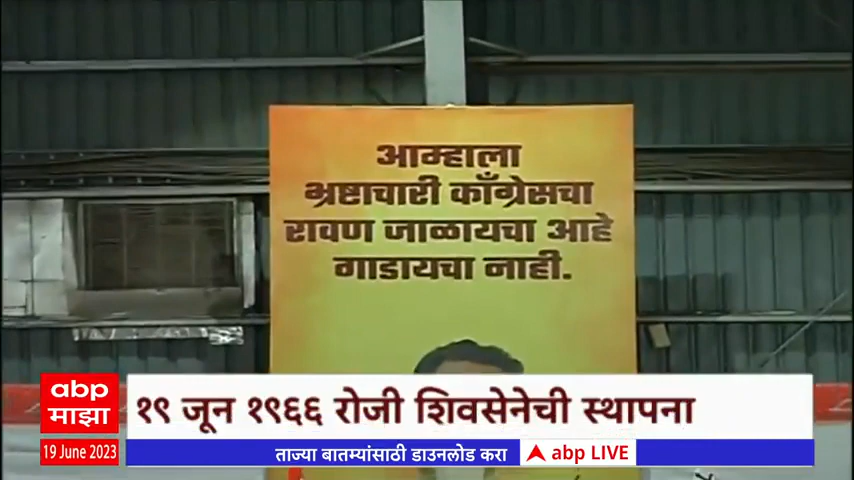 आम्हाला
भ्रष्टाचारी काँग्रेसचा
रावण जाळायचा आहे
गाडायचा नाही.
abp
माझा
१९ जून १९६६ रोजी शिवसेनेची स्थापना
19 June 2023
ताज्या बातम्यांसाठी डाउनलोड करा
abp LIVE